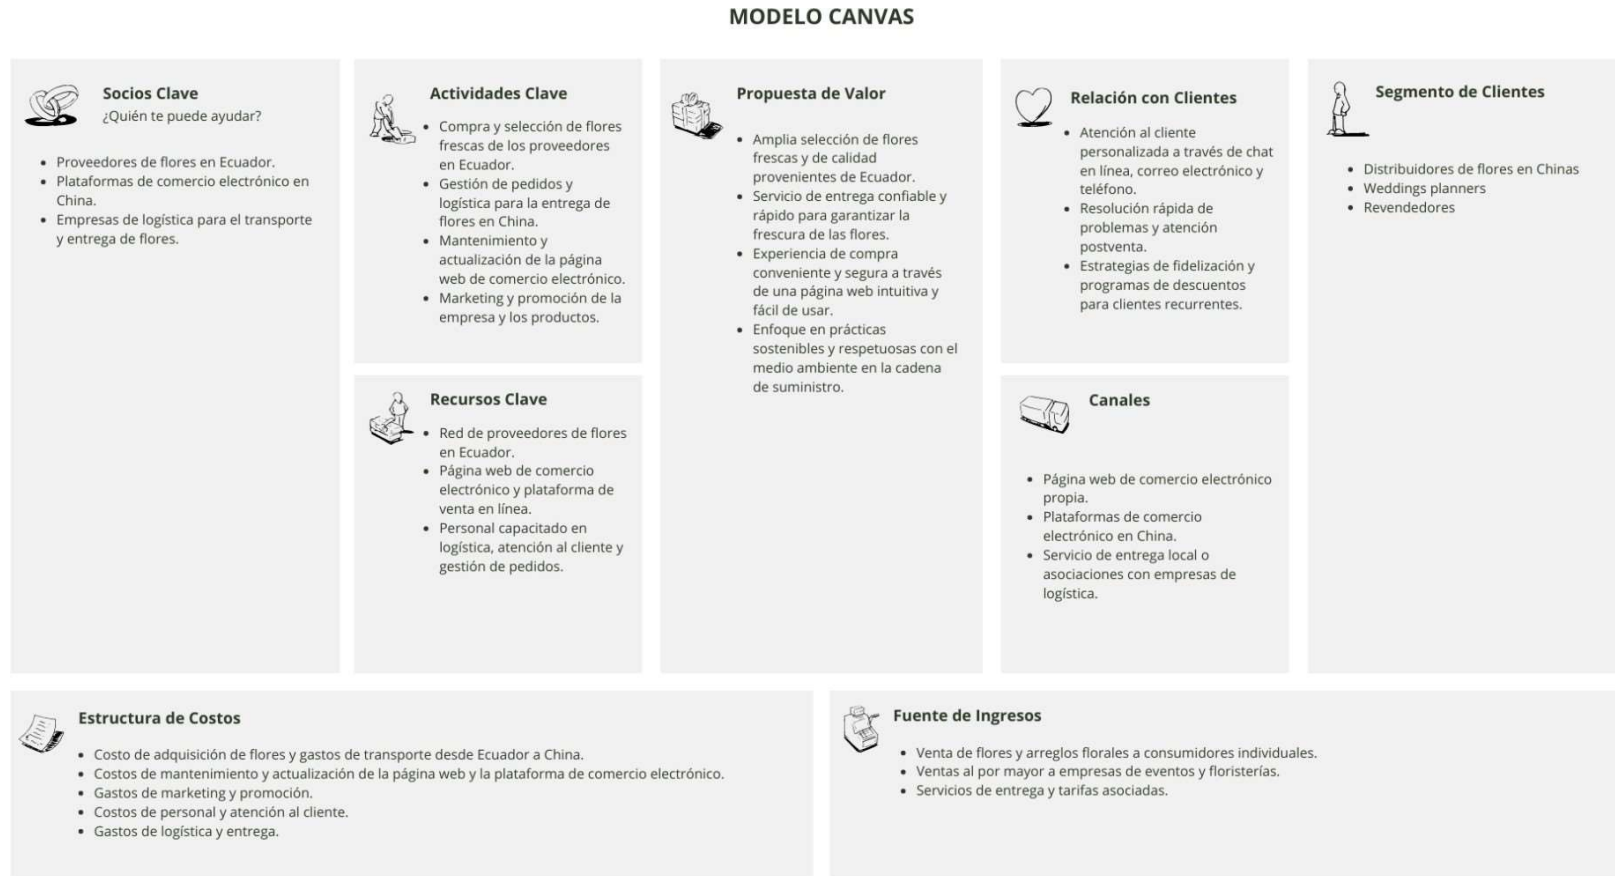 MODELO CANVAS
Socios Clave
¿Quién te puede ayudar?
• Proveedores de flores en Ecuador.
• Plataformas de comercio electrónico en
China.
• Empresas de logística para el transporte
y entrega de flores.
Actividades Clave
• Compra y selección de flores
frescas de los proveedores
en Ecuador.
• Gestión de pedidos y
logística para la entrega de
flores en China.
• Mantenimiento y
actualización de la página
web de comercio electrónico.
• Marketing y promoción de la
empresa y los productos.
Recursos Clave
• Red de proveedores de flores
en Ecuador.
• Página web de comercio
electrónico y plataforma de
venta en línea.
• Personal capacitado en
logística, atención al cliente y
gestión de pedidos.
Propuesta de Valor
• Amplia selección de flores
frescas y de calidad
provenientes de Ecuador.
• Servicio de entrega confiable y
rápido para garantizar la
frescura de las flores.
• Experiencia de compra
conveniente y segura a través
de una página web intuitiva y
fácil de usar.
• Enfoque en prácticas
sostenibles y respetuosas con el
medio ambiente en la cadena
de suministro.
Relación con Clientes
• Atención al cliente
personalizada a través de chat
en línea, correo electrónico y
teléfono.
• Resolución rápida de
problemas y atención
postventa.
• Estrategias de fidelización y
programas de descuentos
para clientes recurrentes.
Canales
• Página web de comercio electrónico
propia.
• Plataformas de comercio
electrónico en China.
• Servicio de entrega local o
asociaciones con empresas de
logística.
Segmento de Clientes
• Distribuidores de flores en Chinas
• Weddings planners
• Revendedores
Estructura de Costos
• Costo de adquisición de flores y gastos de transporte desde Ecuador a China.
• Costos de mantenimiento y actualización de la página web y la plataforma de comercio electrónico.
• Gastos de marketing y promoción.
• Costos de personal y atención al cliente.
• Gastos de logística y entrega.
Fuente de Ingresos
• Venta de flores y arreglos florales a consumidores individuales.
• Ventas al por mayor a empresas de eventos y floristerías.
• Servicios de entrega y tarifas asociadas.